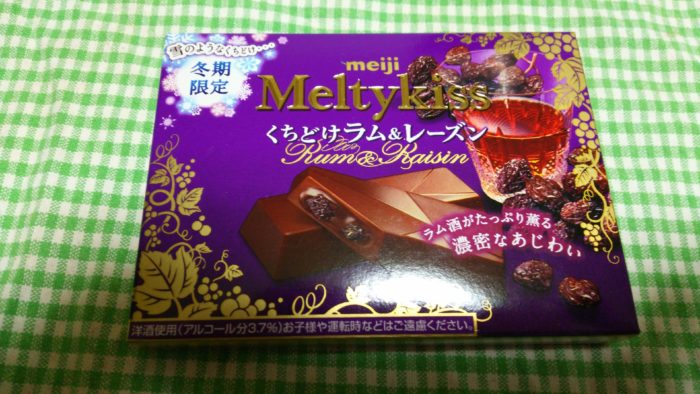 雪のようなくちどけ・・・
冬期
限定
meiji
Meltykiss
くちどけラム&レーズン
Rum&Raisin
ラム酒がたっぷり薫る
濃密なあじわい
洋酒使用(アルコール分3.7%)お子様や運転時などはご遠慮ください。